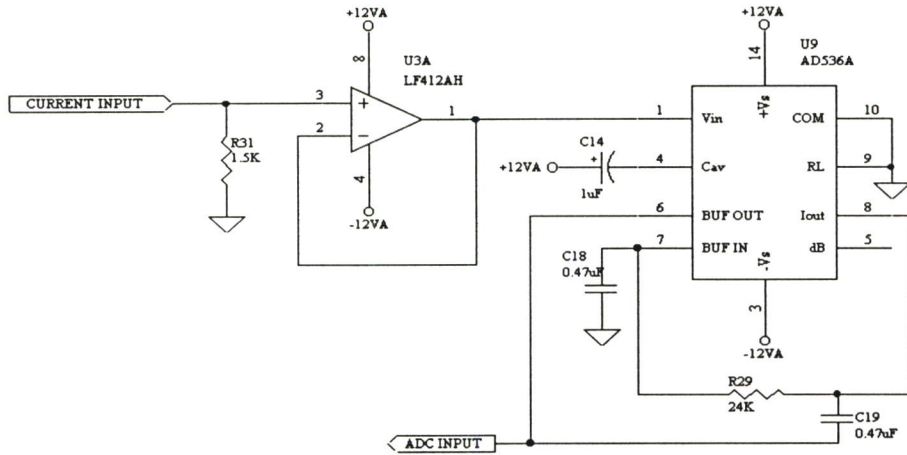 +12VA
8
U3A
LF412AH
CURRENT INPUT
3
+
1
2
−
R31
1.5K
4
-12VA
+12VA
14
U9
AD536A
+Vs
1
Vin
COM
10
C14
+12VA
+
1uF
4
Cav
RL
9
6
BUF OUT
Iout
8
7
BUF IN
dB
5
-Vs
C18
0.47uF
3
-12VA
R29
24K
C19
0.47uF
ADC INPUT